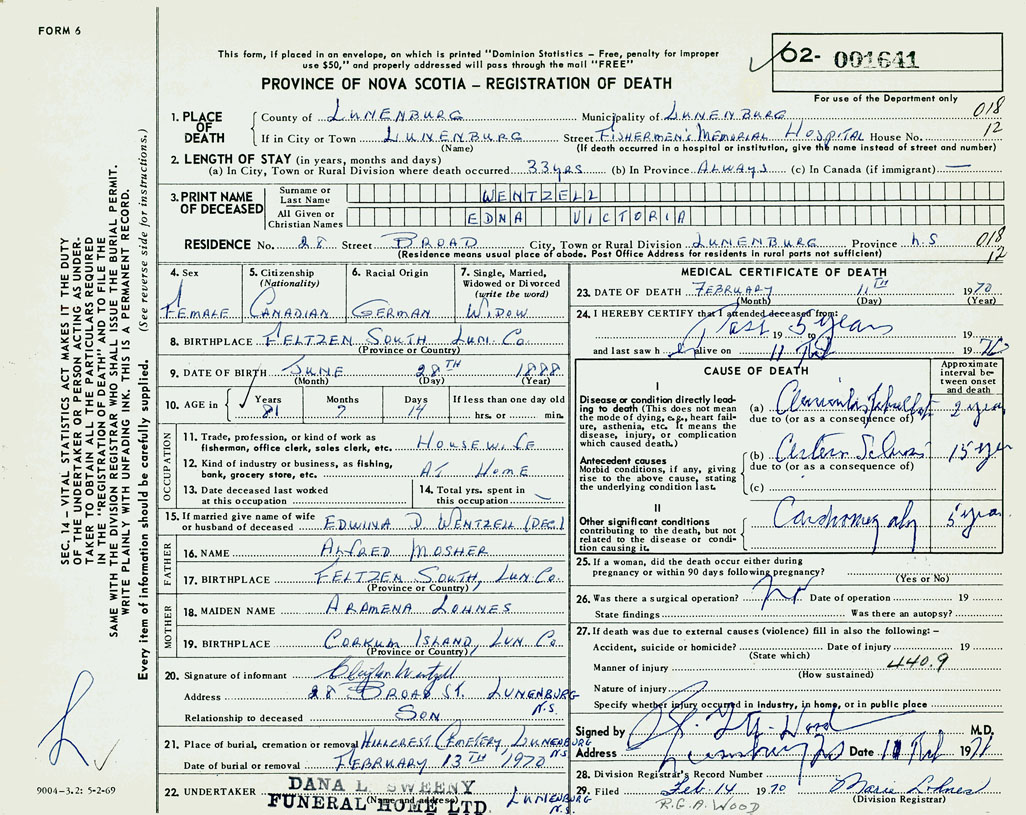 FORM 6
This form, if placed in an envelope, on which is printed "Dominion Statistics – Free, penalty for improper
use $50," and properly addressed will pass through the mail "FREE"
62- 001641
PROVINCE OF NOVA SCOTIA – REGISTRATION OF DEATH
For use of the Department only
SEC. 14 – VITAL STATISTICS ACT MAKES IT THE DUTY
OF THE UNDERTAKER OR PERSON ACTING AS UNDER-
TAKER TO OBTAIN ALL THE PARTICULARS REQUIRED
IN THE "REGISTRATION OF DEATH" AND TO FILE THE
SAME WITH THE DIVISION REGISTRAR WHO SHALL ISSUE THE BURIAL PERMIT.
WRITE PLAINLY WITH UNFADING INK. THIS IS A PERMANENT RECORD.
Every item of information should be carefully supplied. (See reverse side for instructions.)
1. PLACE OF DEATH County of LUNENBURG Municipality of LUNENBURG 018
If in City or Town LUNENBURG Street FISHERMEN'S MEMORIAL HOSPITAL House No. 12
(Name) (If death occurred in a hospital or institution, give the name instead of street and number)
2. LENGTH OF STAY (in years, months and days)
(a) In City, Town or Rural Division where death occurred 33 yrs (b) In Province ALWAYS (c) In Canada (if immigrant) —
3. PRINT NAME OF DECEASED Surname or Last Name WENTZELL
All Given or Christian Names EDNA VICTORIA
RESIDENCE No. 28 Street BROAD City, Town or Rural Division LUNENBURG Province N.S 018
(Residence means usual place of abode. Post Office Address for residents in rural parts not sufficient) 12
4. Sex FEMALE
5. Citizenship (Nationality) CANADIAN
6. Racial Origin GERMAN
7. Single, Married, Widowed or Divorced (write the word) WIDOW
8. BIRTHPLACE FELTZEN SOUTH LUN. CO.
(Province or Country)
9. DATE OF BIRTH JUNE 28TH 1888
(Month) (Day) (Year)
10. AGE in Years Months Days If less than one day old
81 7 14 hrs. or min.
OCCUPATION
11. Trade, profession, or kind of work as
fisherman, office clerk, sales clerk, etc. HOUSEWIFE
12. Kind of industry or business, as fishing,
bank, grocery store, etc. AT HOME
13. Date deceased last worked
at this occupation
14. Total yrs. spent in
this occupation —
15. If married give name of wife
or husband of deceased EDWINA D. WENTZELL (DEC.)
FATHER
16. NAME ALFRED MOSHER
17. BIRTHPLACE FELTZEN SOUTH, LUN. CO.
(Province or Country)
MOTHER
18. MAIDEN NAME ARAMENA LOHNES
19. BIRTHPLACE CORKUM ISLAND, LUN. CO
(Province or Country)
20. Signature of informant Clayton Wentzell
Address 28 BROAD ST. LUNENBURG N.S.
Relationship to deceased SON
21. Place of burial, cremation or removal HILLCREST CEMETERY, LUNENBURG N.S
Date of burial or removal FEBRUARY 13TH 1970
22. UNDERTAKER DANA L. SWEENY
(Name and address)
FUNERAL HOME LTD. LUNENBURG N.S.
9004–3.2: 5-2-69
MEDICAL CERTIFICATE OF DEATH
23. DATE OF DEATH FEBRUARY 11TH 1970
(Month) (Day) (Year)
24. I HEREBY CERTIFY that I attended deceased from:
Past 19 5 years 19
and last saw her alive on 11 Feb 1970
CAUSE OF DEATH
Approximate interval between onset and death
I
Disease or condition directly lead-
ing to death (This does not mean
the mode of dying, e.g., heart fail-
ure, asthenia, etc. It means the
disease, injury, or complication
which caused death.)
(a) 2 years
due to (or as a consequence of)
Antecedent causes
Morbid conditions, if any, giving
rise to the above cause, stating
the underlying condition last.
(b) 15 years
due to (or as a consequence of)
(c)
II
Other significant conditions
contributing to the death, but not
related to the disease or condi-
tion causing it.
Cardiomegaly 5 years
25. If a woman, did the death occur either during
pregnancy or within 90 days following pregnancy?
(Yes or No)
26. Was there a surgical operation? no Date of operation 19
State findings Was there an autopsy?
27. If death was due to external causes (violence) fill in also the following: –
Accident, suicide or homicide? Date of injury 19
(State which)
Manner of injury 440.9
(How sustained)
Nature of injury
Specify whether injury occurred in Industry, in home, or in public place
Signed by Wood M.D.
Address Lunenburg NS Date 11 Feb 1971
28. Division Registrar's Record Number
29. Filed Feb. 14 1970 Marie Lohnes
(Division Registrar)
R.G.A. WOOD